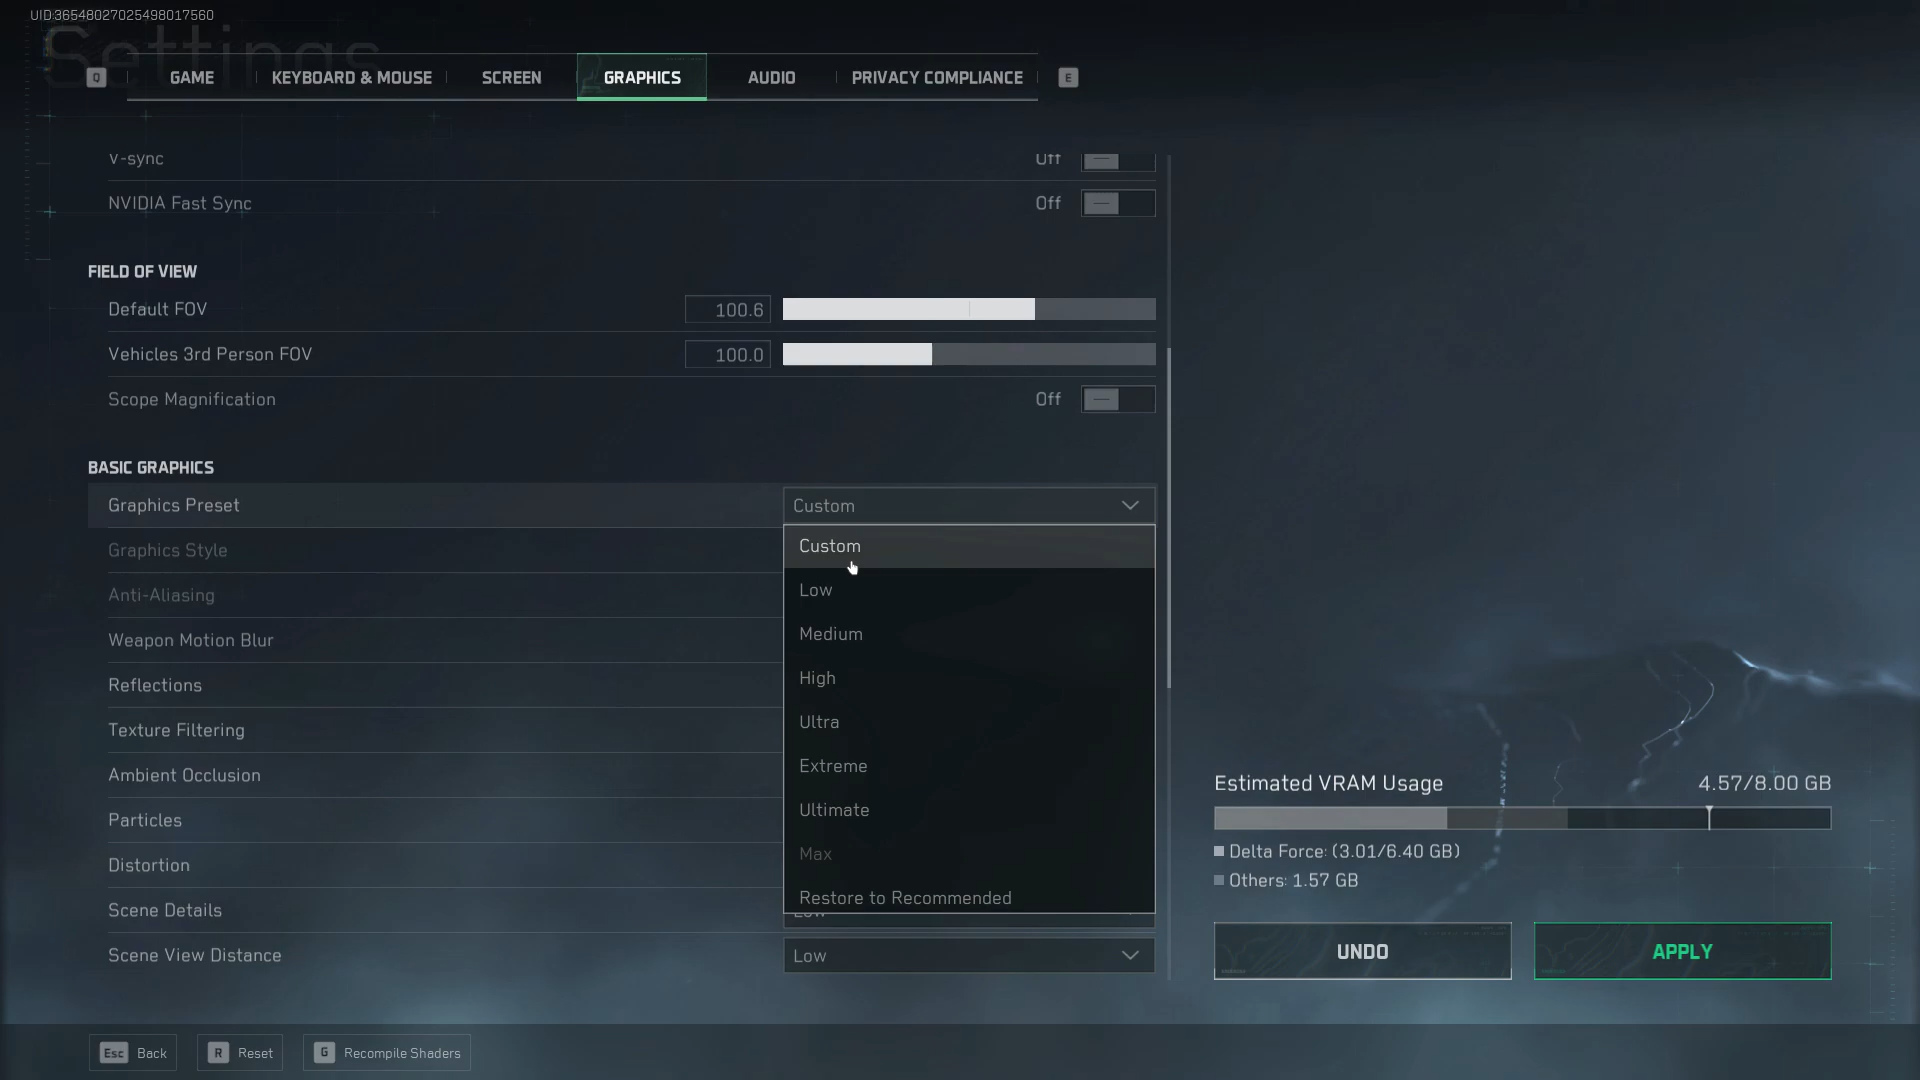 UID:36548027025498017560
Settings
Q
GAME
KEYBOARD & MOUSE
SCREEN
GRAPHICS
AUDIO
PRIVACY COMPLIANCE
E
V-sync
Off
NVIDIA Fast Sync
Off
FIELD OF VIEW
Default FOV
100.6
Vehicles 3rd Person FOV
100.0
Scope Magnification
Off
BASIC GRAPHICS
Graphics Preset
Custom
Graphics Style
Custom
Anti-Aliasing
Low
Weapon Motion Blur
Medium
Reflections
High
Texture Filtering
Ultra
Ambient Occlusion
Extreme
Particles
Ultimate
Distortion
Max
Scene Details
Restore to Recommended
Low
Scene View Distance
Low
Estimated VRAM Usage
4.57/8.00 GB
Delta Force: (3.01/6.40 GB)
Others: 1.57 GB
UNDO
APPLY
Esc Back
R Reset
G Recompile Shaders